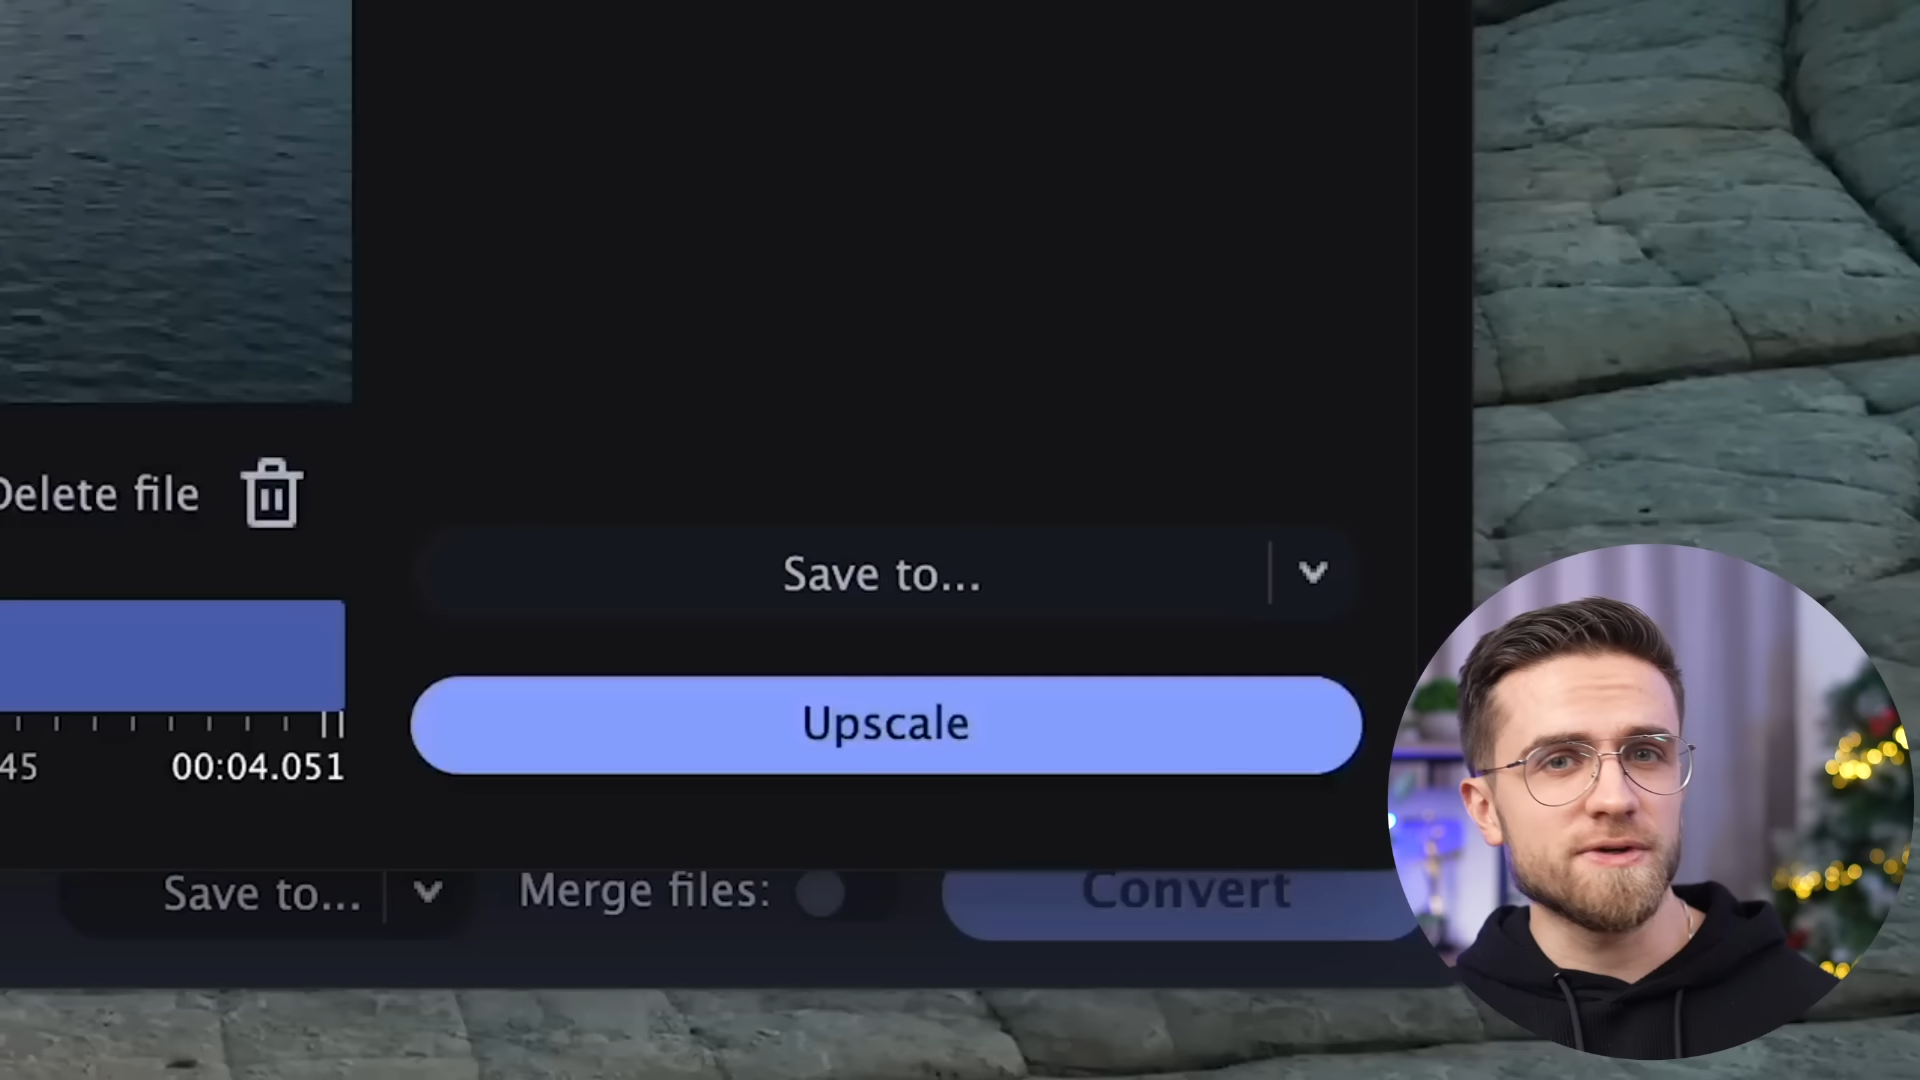 Delete file
Save to...
Upscale
45
00:04.051
Save to...
Merge files:
Convert